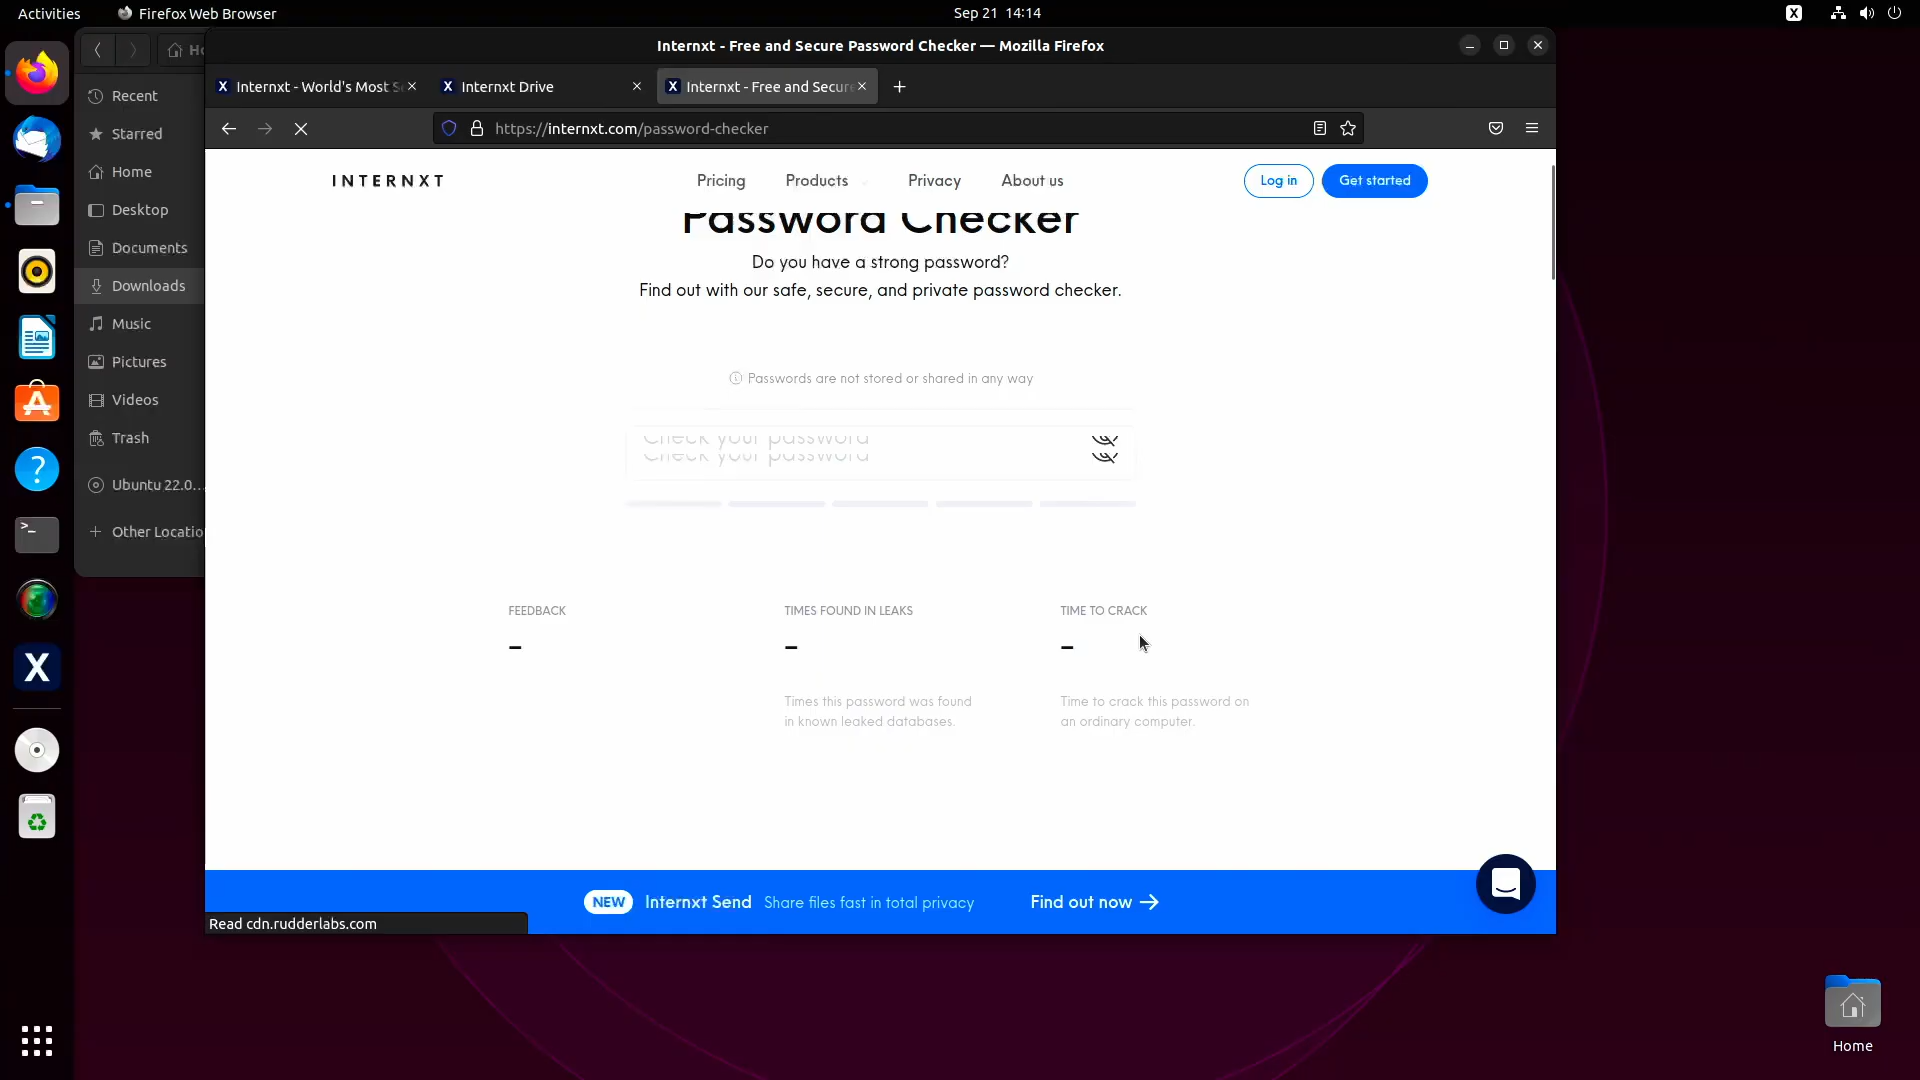 Activities
Firefox Web Browser
Sep 21 14:14
X
Internxt - Free and Secure Password Checker — Mozilla Firefox
Internxt - World's Most S
Internxt Drive
Internxt - Free and Secure
https://internxt.com/password-checker
Recent
Starred
Home
Desktop
Documents
Downloads
Music
Pictures
Videos
Trash
Ubuntu 22.0...
Other Locatio
INTERNXT
Pricing
Products
Privacy
About us
Log in
Get started
Password Checker
Do you have a strong password?
Find out with our safe, secure, and private password checker.
Passwords are not stored or shared in any way
Check your password
Check your password
FEEDBACK
–
TIMES FOUND IN LEAKS
–
Times this password was found
in known leaked databases.
TIME TO CRACK
–
Time to crack this password on
an ordinary computer.
NEW Internxt Send Share files fast in total privacy Find out now →
Read cdn.rudderlabs.com
X
Home